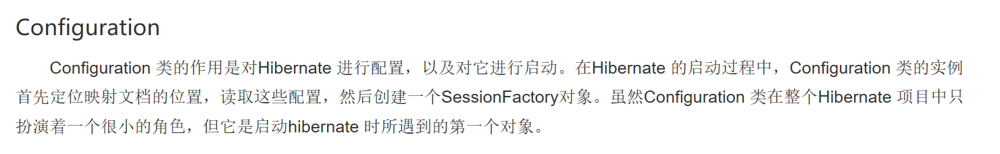 Configuration
Configuration 类的作用是对Hibernate 进行配置，以及对它进行启动。在Hibernate 的启动过程中，Configuration 类的实例
首先定位映射文档的位置，读取这些配置，然后创建一个SessionFactory对象。虽然Configuration 类在整个Hibernate 项目中只
扮演着一个很小的角色，但它是启动hibernate 时所遇到的第一个对象。